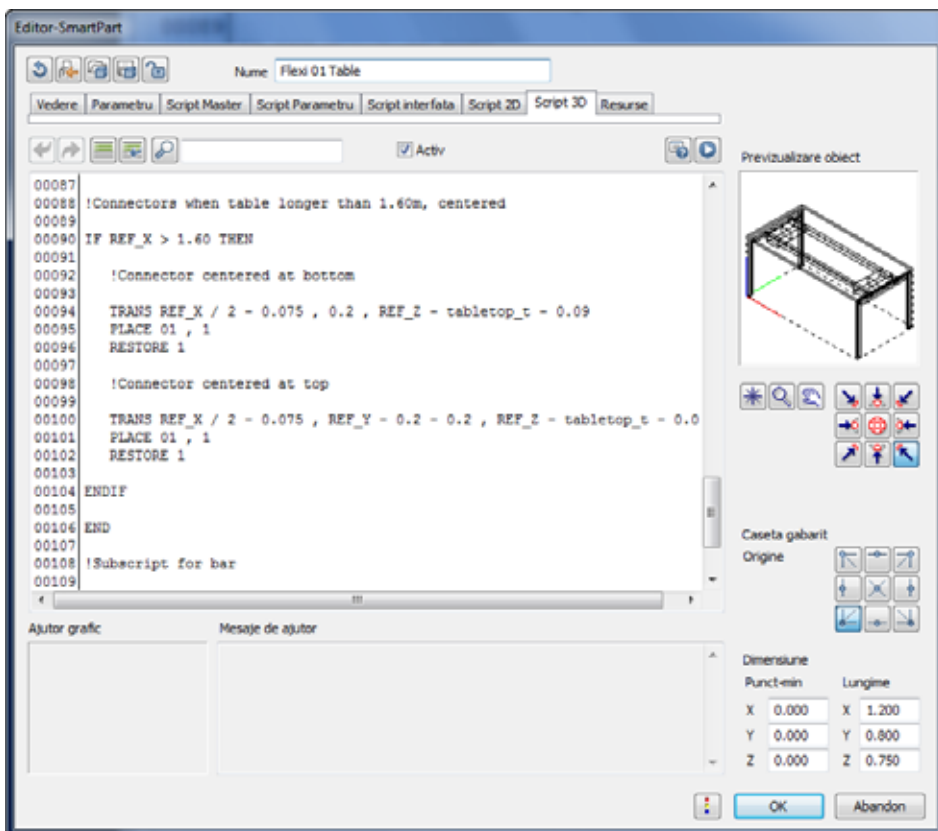 Editor-SmartPart
Nume Flexi 01 Table
Vedere Parametru Script Master Script Parametru Script interfata Script 2D Script 3D Resurse
Activ
Previzualizare obiect
00087
00088 !Connectors when table longer than 1.60m, centered
00089
00090 IF REF_X > 1.60 THEN
00091
00092 !Connector centered at bottom
00093
00094 TRANS REF_X / 2 - 0.075 , 0.2 , REF_Z - tabletop_t - 0.09
00095 PLACE 01 , 1
00096 RESTORE 1
00097
00098 !Connector centered at top
00099
00100 TRANS REF_X / 2 - 0.075 , REF_Y - 0.2 - 0.2 , REF_Z - tabletop_t - 0.0
00101 PLACE 01 , 1
00102 RESTORE 1
00103
00104 ENDIF
00105
00106 END
00107
00108 !Subscript for bar
00109
Caseta gabarit
Origine
Ajutor grafic Mesaje de ajutor
Dimensiune
Punct-min Lungime
X 0.000 X 1.200
Y 0.000 Y 0.800
Z 0.000 Z 0.750
OK Abandon